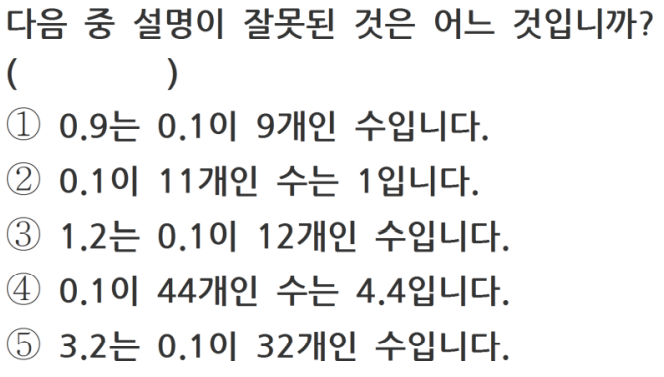 다음 중 설명이 잘못된 것은 어느 것입니까?
(        )
① 0.9는 0.1이 9개인 수입니다.
② 0.1이 11개인 수는 1입니다.
③ 1.2는 0.1이 12개인 수입니다.
④ 0.1이 44개인 수는 4.4입니다.
⑤ 3.2는 0.1이 32개인 수입니다.